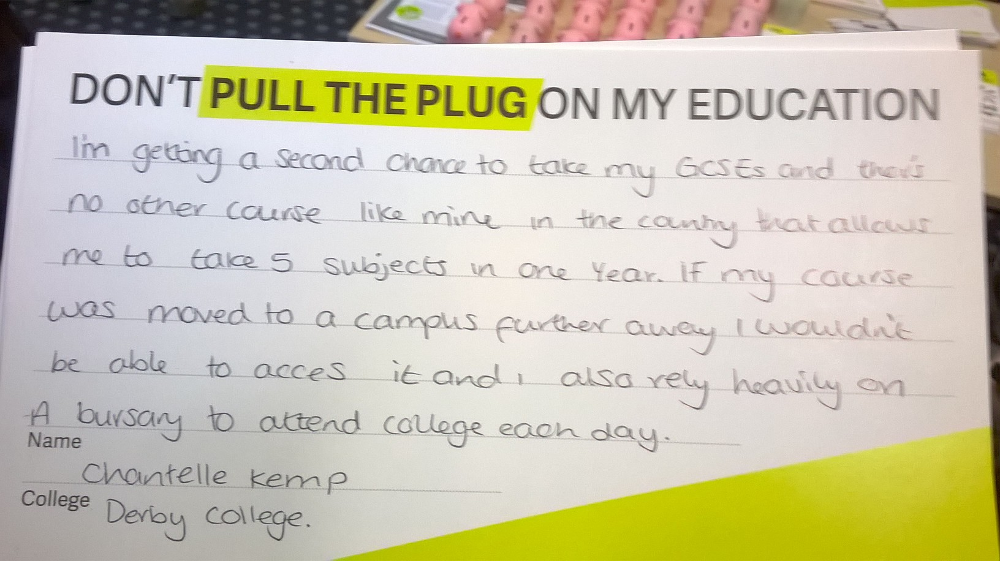 DON'T PULL THE PLUG ON MY EDUCATION
I'm getting a second chance to take my GCSEs and ther's
no other course like mine in the country that allows
me to take 5 subjects in one Year. If my course
was moved to a campus further away I wouldn't
be able to acces it and I also rely heavily on
A bursary to attend college each day.
Name
Chantelle Kemp
College Derby College.